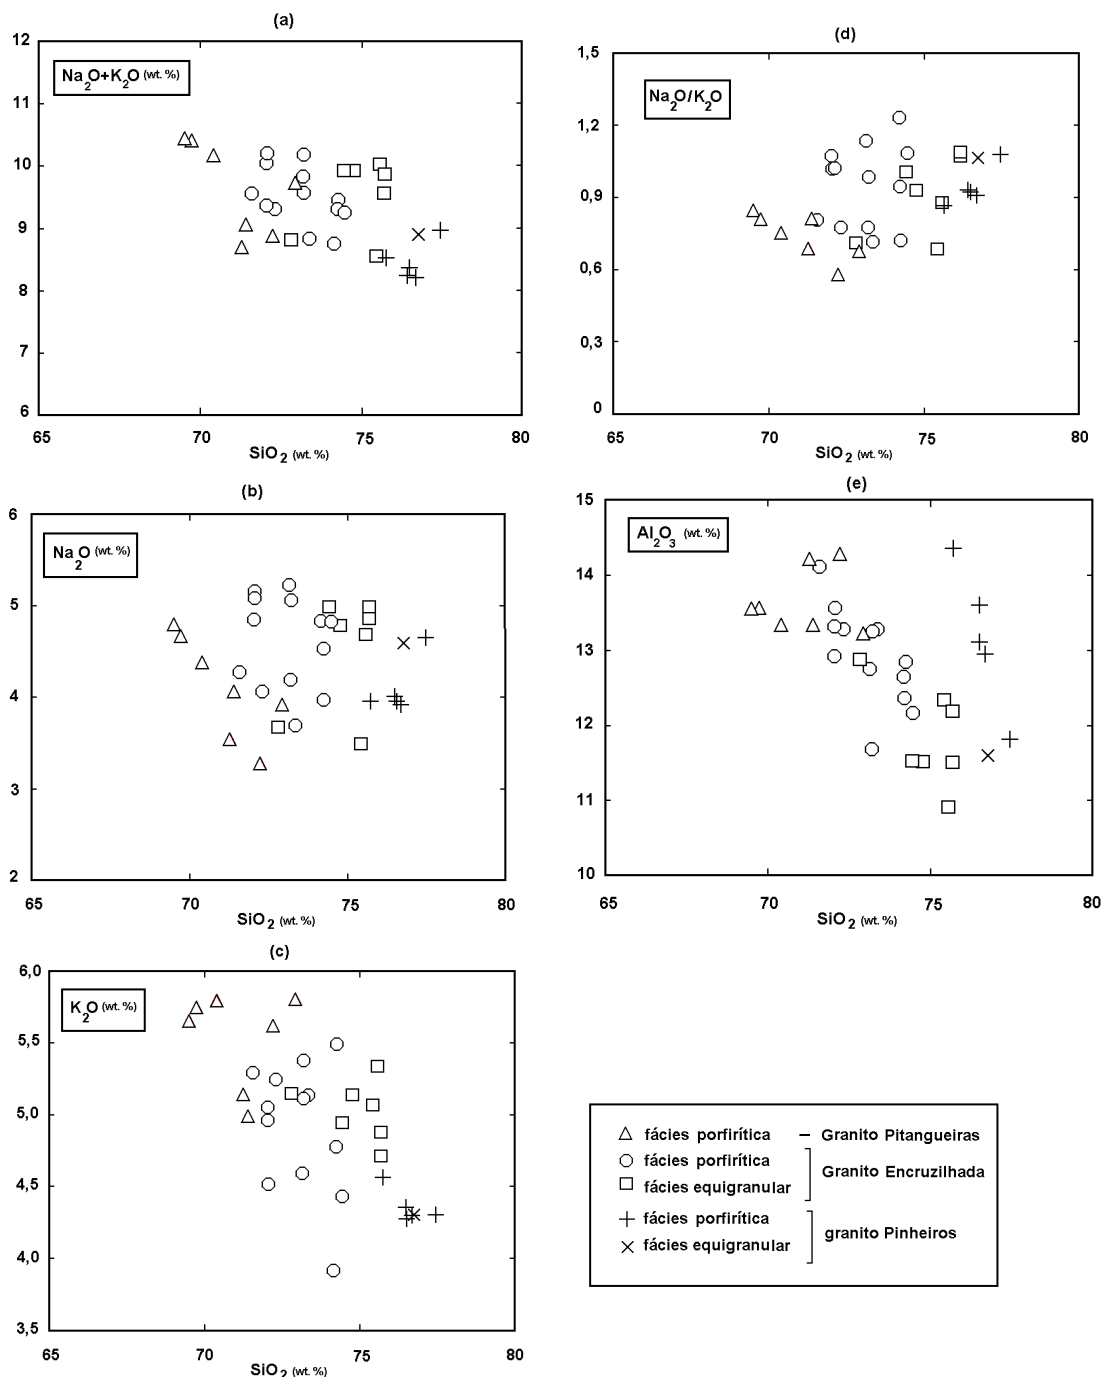 (a)
12
11
10
9
8
7
6
Na2O+K2O (wt. %)
65 70 75 80
SiO2 (wt. %)
(d)
1,5
1,2
0,9
0,6
0,3
0
Na2O/K2O
65 70 75 80
SiO2 (wt. %)
(b)
6
5
4
3
2
Na2O (wt. %)
65 70 75 80
SiO2 (wt. %)
(e)
15
14
13
12
11
10
Al2O3 (wt. %)
65 70 75 80
SiO2 (wt. %)
(c)
6,0
5,5
5,0
4,5
4,0
3,5
K2O (wt. %)
65 70 75 80
SiO2 (wt. %)
fácies porfirítica – Granito Pitangueiras
fácies porfirítica
Granito Encruzilhada
fácies equigranular
fácies porfirítica
granito Pinheiros
fácies equigranular